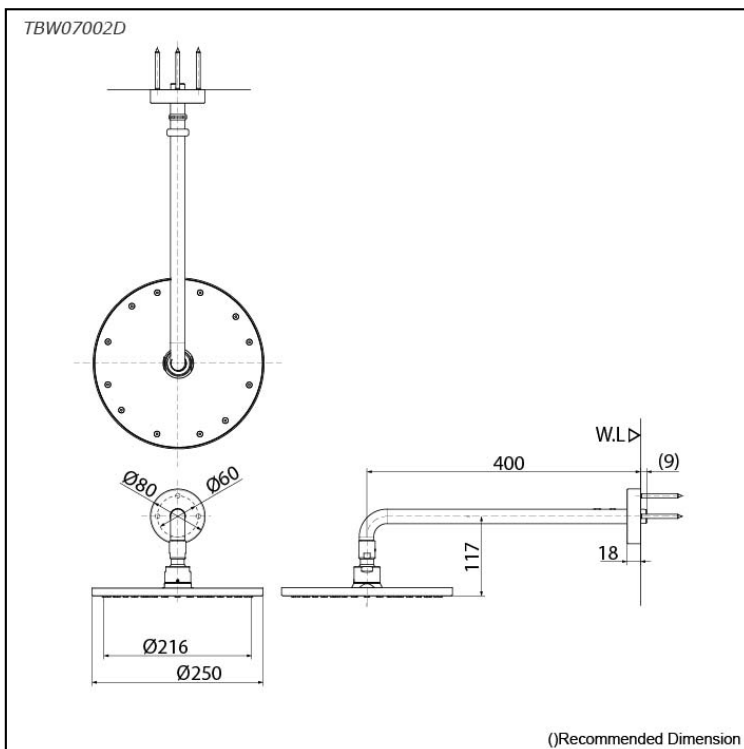 TBW07002D
W.L
400
(9)
Ø80
Ø60
117
18
Ø216
Ø250
()Recommended Dimension